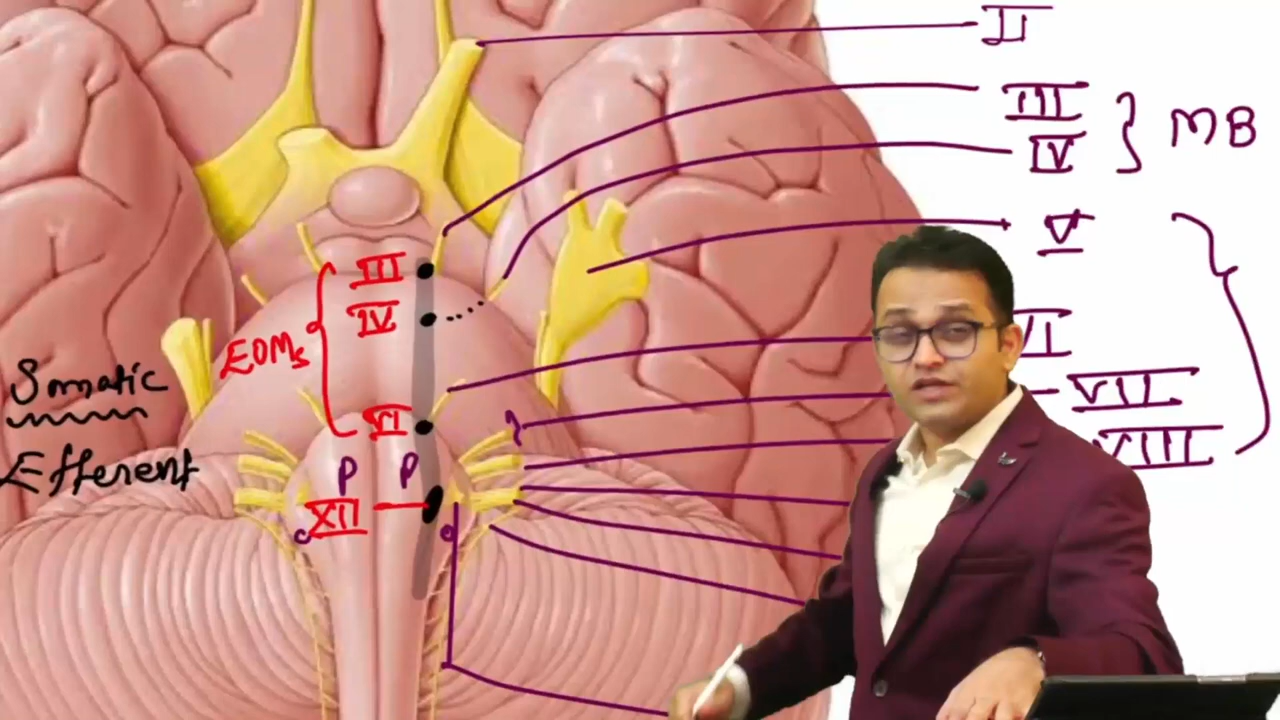 II
III
IV
} MB
V
VI
VII
VIII
III
IV
EOMs
VI
Somatic
Efferent
P P
XII
o o